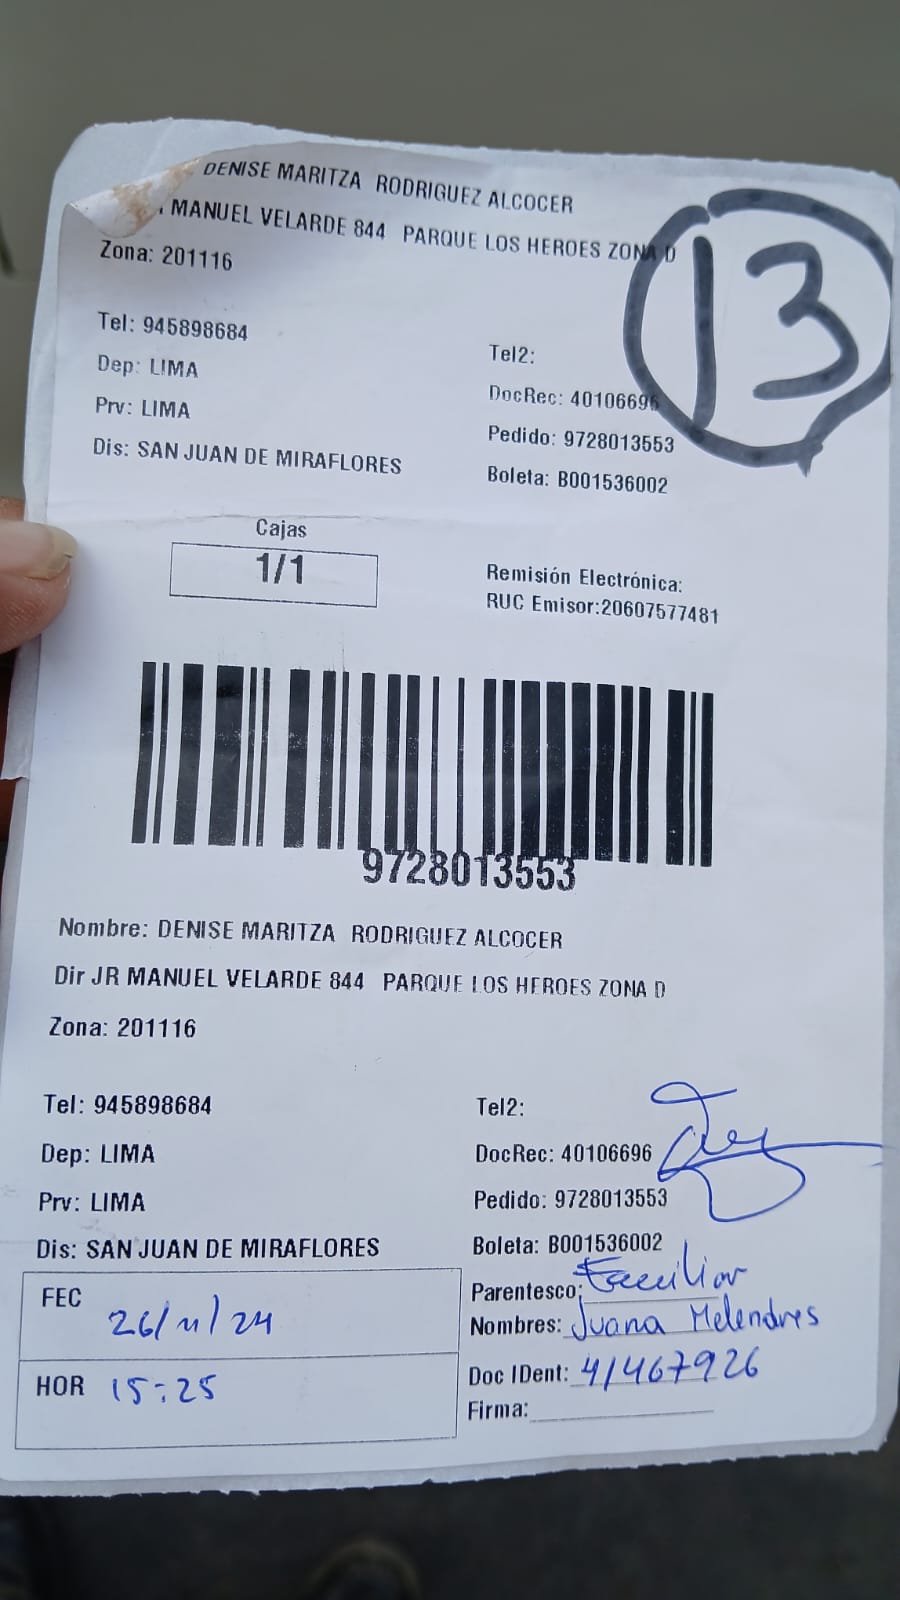 DENISE MARITZA RODRIGUEZ ALCOCER
MANUEL VELARDE 844 PARQUE LOS HEROES ZONA D
Zona: 201116
13
Tel: 945898684
Tel2:
Dep: LIMA
DocRec: 40106696
Prv: LIMA
Pedido: 9728013553
Dis: SAN JUAN DE MIRAFLORES
Boleta: B001536002
Cajas
1/1
Remisión Electrónica:
RUC Emisor:20607577481
9728013553
Nombre: DENISE MARITZA RODRIGUEZ ALCOCER
Dir JR MANUEL VELARDE 844 PARQUE LOS HEROES ZONA D
Zona: 201116
Tel: 945898684
Tel2:
Dep: LIMA
DocRec: 40106696
Prv: LIMA
Pedido: 9728013553
Dis: SAN JUAN DE MIRAFLORES
Boleta: B001536002
FEC 26/11/24
HOR 15:25
Parentesco: Familiar
Nombres: Juana Melendres
Doc IDent: 41467926
Firma: